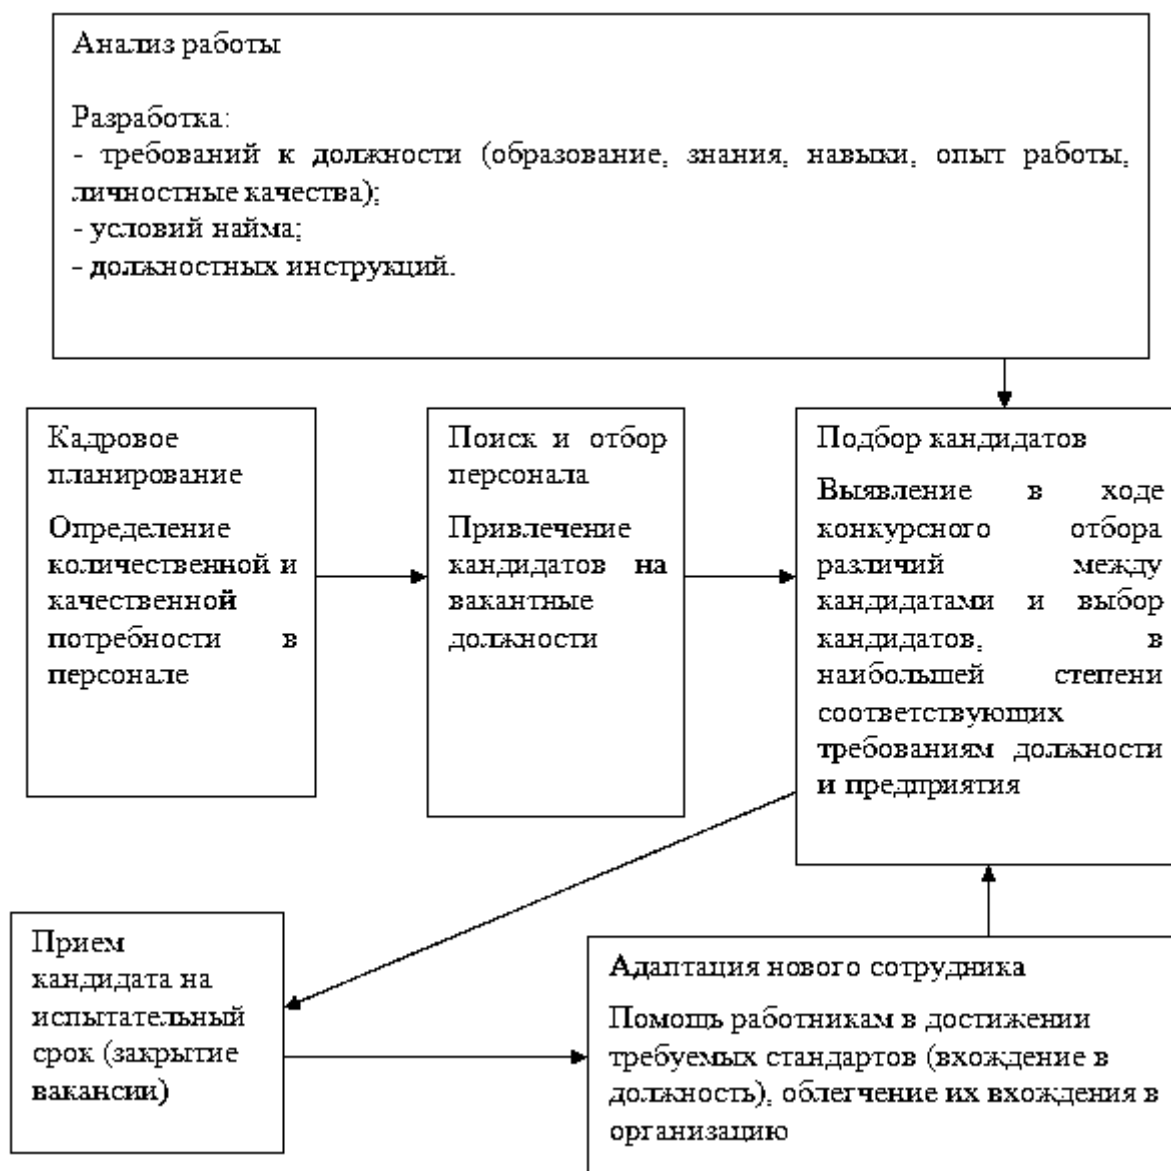 Анализ работы
Разработка:
- требований к должности (образование, знания, навыки, опыт работы,
личностные качества);
- условий найма;
- должностных инструкций.
Кадровое
планирование
Определение
количественной и
качественной
потребности в
персонале
Поиск и отбор
персонала
Привлечение
кандидатов на
вакантные
должности
Подбор кандидатов
Выявление в ходе
конкурсного отбора
различий между
кандидатами и выбор
кандидатов, в
наибольшей степени
соответствующих
требованиям должности
и предприятия
Прием
кандидата на
испытательный
срок (закрытие
вакансии)
Адаптация нового сотрудника
Помощь работникам в достижении
требуемых стандартов (вхождение в
должность), облегчение их вхождения в
организацию